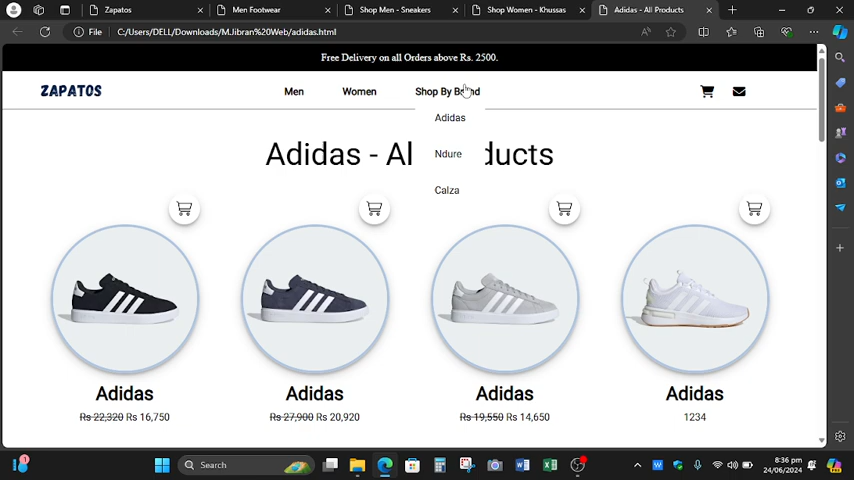 Zapatos
Men Footwear
Shop Men - Sneakers
Shop Women - Khussas
Adidas - All Products
File
C:/Users/DELL/Downloads/M.Jibran%20Web/adidas.html
Free Delivery on all Orders above Rs. 2500.
ZAPATOS
Men
Women
Shop By Brand
Adidas
Ndure
Calza
Adidas - Al ducts
Adidas
Adidas
Adidas
Adidas
Rs 22,320 Rs 16,750
Rs 27,900 Rs 20,920
Rs 19,550 Rs 14,650
1234
1
Search
8:36 pm
24/06/2024